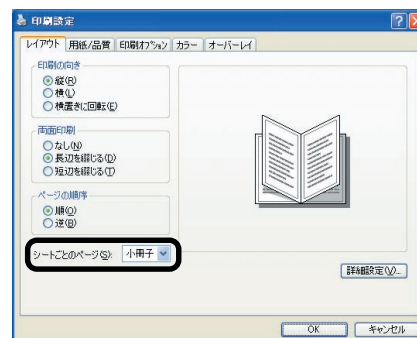 印刷設定
レイアウト 用紙/品質 印刷オプション カラー オーバーレイ
印刷の向き
縦(R)
横(L)
横置きに回転(E)
両面印刷
なし(N)
長辺を綴じる(D)
短辺を綴じる(T)
ページの順序
順(Q)
逆(B)
シートごとのページ(S): 小冊子
詳細設定(V)...
OK キャンセル